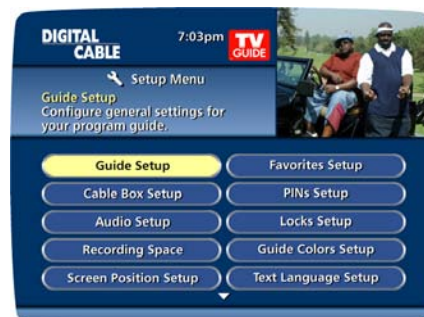 DIGITAL
CABLE
7:03pm
TV
GUIDE
Setup Menu
Guide Setup
Configure general settings for
your program guide.
Guide Setup
Favorites Setup
Cable Box Setup
PINs Setup
Audio Setup
Locks Setup
Recording Space
Guide Colors Setup
Screen Position Setup
Text Language Setup